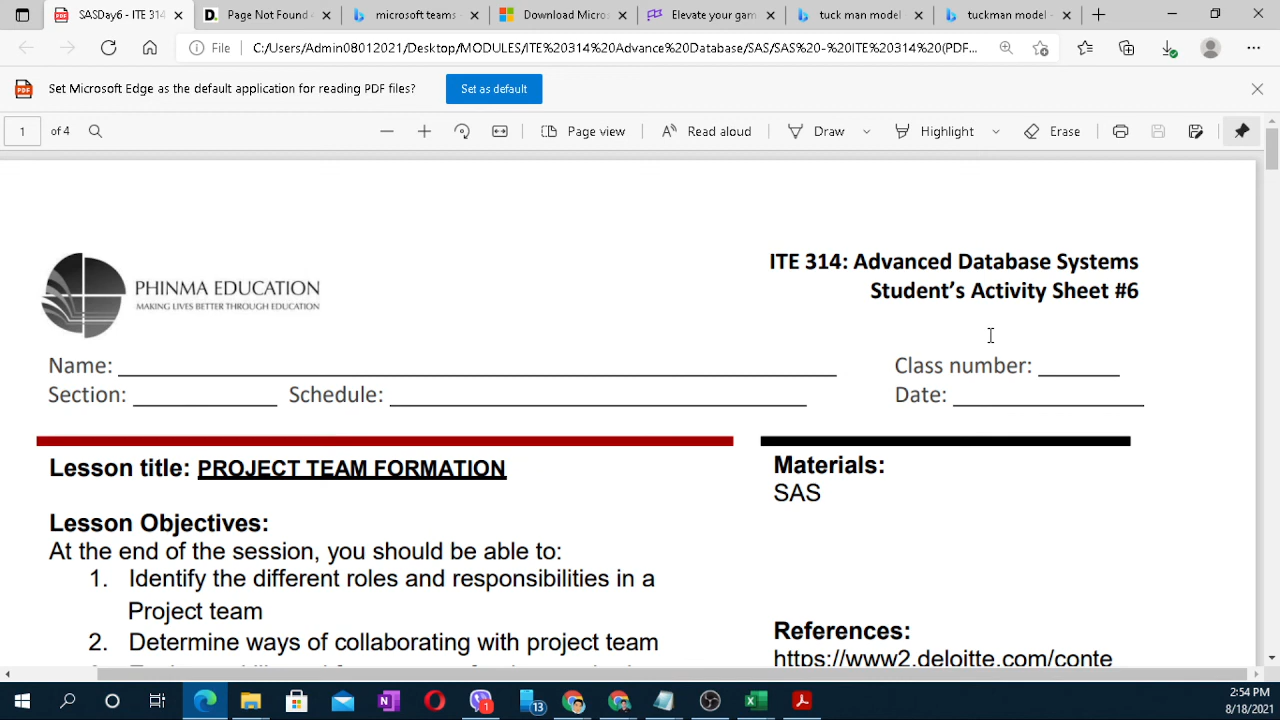 SASDay6 - ITE 314
Page Not Found -
microsoft teams -
Download Micros
Elevate your gam
tuck man model
tuckman model -
File
C:/Users/Admin08012021/Desktop/MODULES/ITE%20314%20Advance%20Database/SAS/SAS%20-%20ITE%20314%20(PDF...
Set Microsoft Edge as the default application for reading PDF files?
Set as default
1 of 4
Page view
Read aloud
Draw
Highlight
Erase
PHINMA EDUCATION
MAKING LIVES BETTER THROUGH EDUCATION
ITE 314: Advanced Database Systems
Student’s Activity Sheet #6
Name:
Class number:
Section:
Schedule:
Date:
Lesson title: PROJECT TEAM FORMATION
Materials:
SAS
Lesson Objectives:
At the end of the session, you should be able to:
1. Identify the different roles and responsibilities in a
Project team
2. Determine ways of collaborating with project team
References:
https://www2.deloitte.com/conte
1
13
2:54 PM
8/18/2021